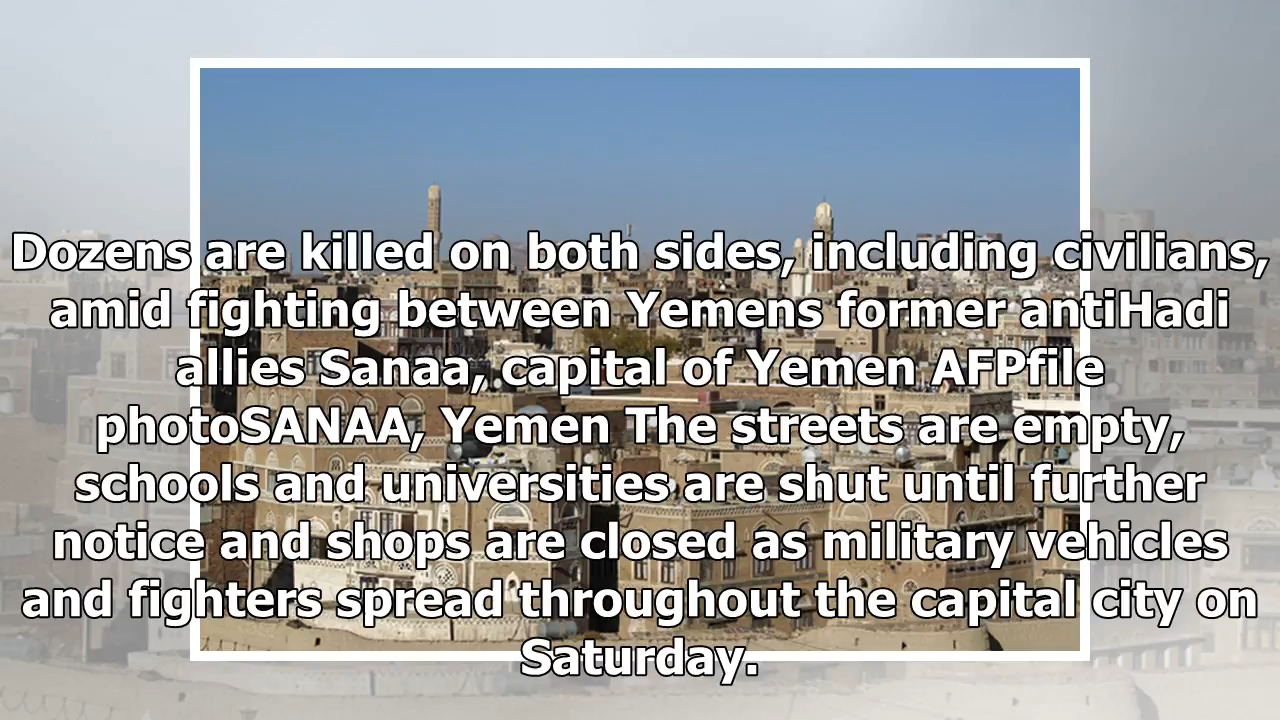 Dozens are killed on both sides, including civilians,
amid fighting between Yemens former antiHadi
allies Sanaa, capital of Yemen AFPfile
photoSANAA, Yemen The streets are empty,
schools and universities are shut until further
notice and shops are closed as military vehicles
and fighters spread throughout the capital city on
Saturday.